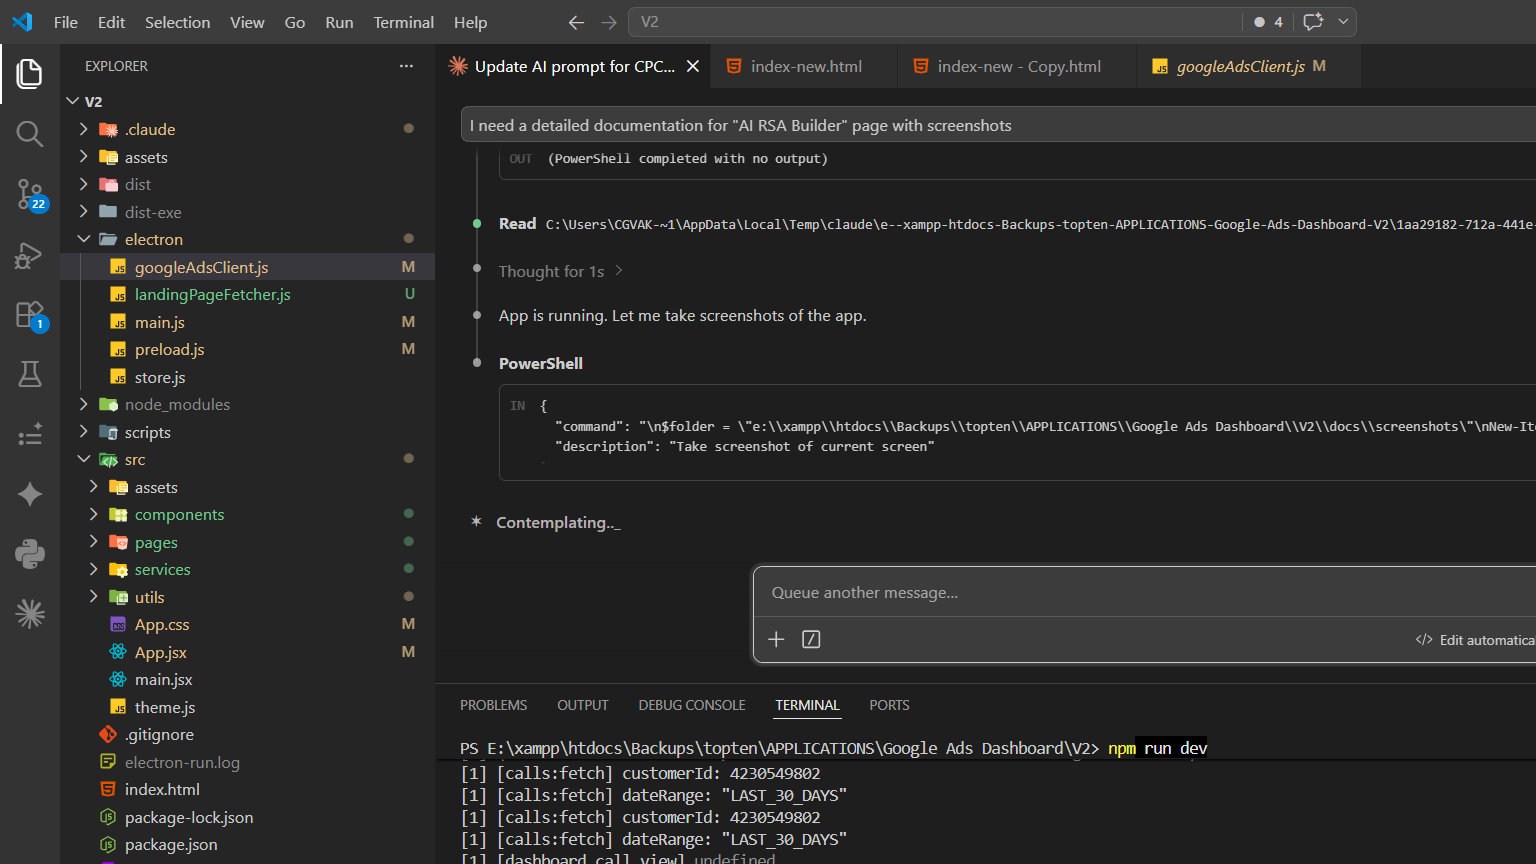 File Edit Selection View Go Run Terminal Help
V2
4
EXPLORER
V2
.claude
assets
dist
dist-exe
electron
googleAdsClient.js M
landingPageFetcher.js U
main.js M
preload.js M
store.js
node_modules
scripts
src
assets
components
pages
services
utils
App.css M
App.jsx M
main.jsx
theme.js
.gitignore
electron-run.log
index.html
package-lock.json
package.json
22
1
Update AI prompt for CPC...
index-new.html
index-new - Copy.html
googleAdsClient.js M
I need a detailed documentation for "AI RSA Builder" page with screenshots
OUT (PowerShell completed with no output)
Read C:\Users\CGVAK-~1\AppData\Local\Temp\claude\e--xampp-htdocs-Backups-topten-APPLICATIONS-Google-Ads-Dashboard-V2\1aa29182-712a-441e-
Thought for 1s
App is running. Let me take screenshots of the app.
PowerShell
IN {
"command": "\n$folder = \"e:\\xampp\\htdocs\\Backups\\topten\\APPLICATIONS\\Google Ads Dashboard\\V2\\docs\\screenshots\"\nNew-Ite
"description": "Take screenshot of current screen"
Contemplating.._
Queue another message...
Edit automatica
PROBLEMS OUTPUT DEBUG CONSOLE TERMINAL PORTS
PS E:\xampp\htdocs\Backups\topten\APPLICATIONS\Google Ads Dashboard\V2> npm run dev
[1] [calls:fetch] customerId: 4230549802
[1] [calls:fetch] dateRange: "LAST_30_DAYS"
[1] [calls:fetch] customerId: 4230549802
[1] [calls:fetch] dateRange: "LAST_30_DAYS"
[1] [dashboard call view] undefined